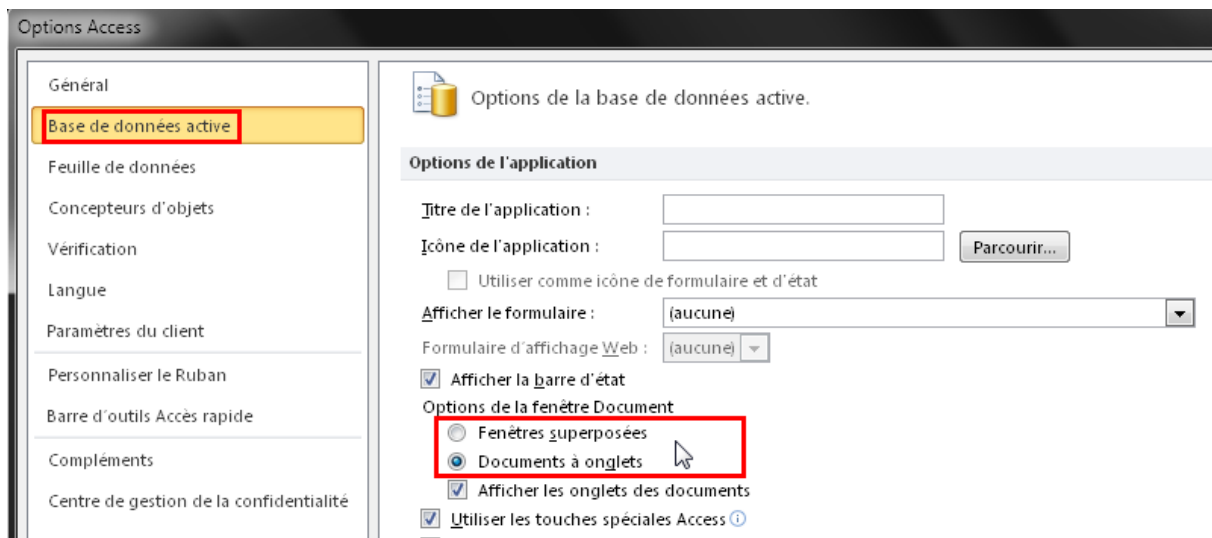 Options Access
Général
Base de données active
Feuille de données
Concepteurs d'objets
Vérification
Langue
Paramètres du client
Personnaliser le Ruban
Barre d'outils Accès rapide
Compléments
Centre de gestion de la confidentialité
Options de la base de données active.
Options de l'application
Titre de l'application :
Icône de l'application :
Parcourir...
Utiliser comme icône de formulaire et d'état
Afficher le formulaire : (aucune)
Formulaire d'affichage Web : (aucune)
Afficher la barre d'état
Options de la fenêtre Document
Fenêtres superposées
Documents à onglets
Afficher les onglets des documents
Utiliser les touches spéciales Access